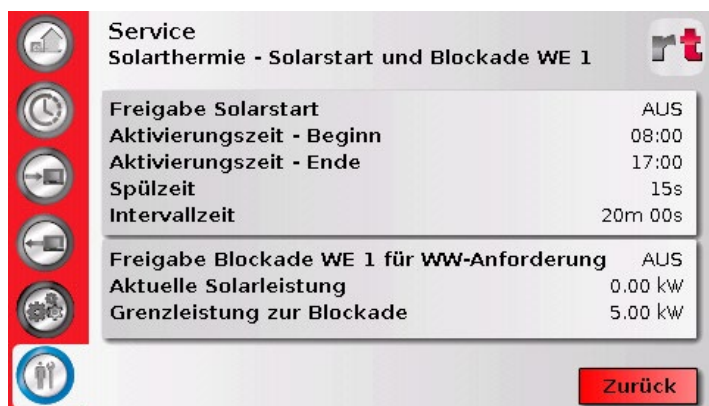 Service
Solarthermie - Solarstart und Blockade WE 1
rt
Freigabe Solarstart AUS
Aktivierungszeit - Beginn 08:00
Aktivierungszeit - Ende 17:00
Spülzeit 15s
Intervallzeit 20m 00s
Freigabe Blockade WE 1 für WW-Anforderung AUS
Aktuelle Solarleistung 0.00 kW
Grenzleistung zur Blockade 5.00 kW
Zurück